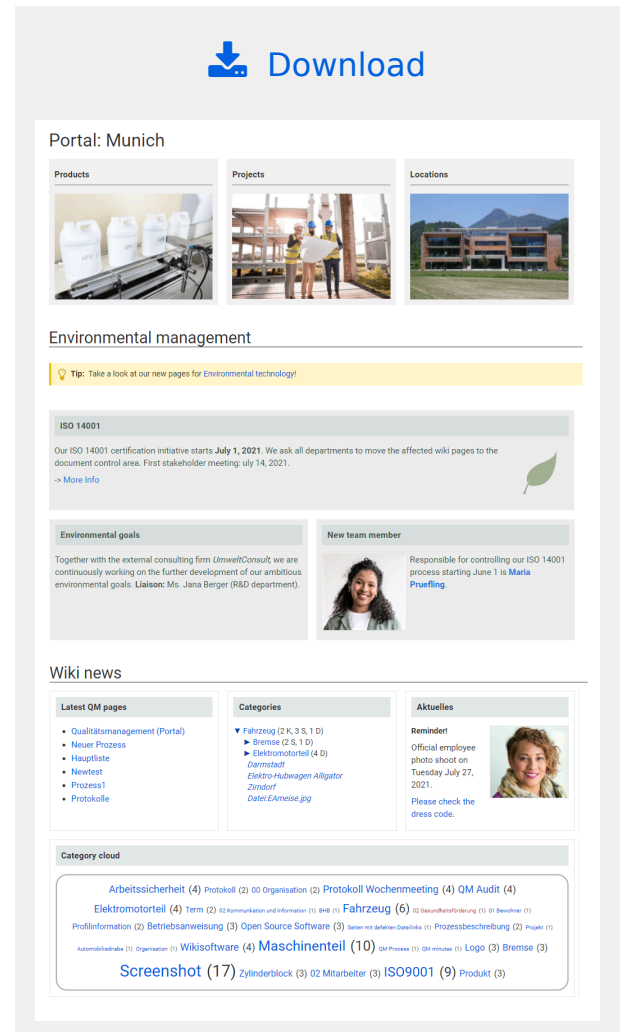 Download
Portal: Munich
Products
Projects
Locations
Environmental management
Tip: Take a look at our new pages for Environmental technology!
ISO 14001
Our ISO 14001 certification initiative starts July 1, 2021. We ask all departments to move the affected wiki pages to the
document control area. First stakeholder meeting: uly 14, 2021.
-> More Info
Environmental goals
Together with the external consulting firm UmweltConsult, we are
continuously working on the further development of our ambitious
environmental goals. Liaison: Ms. Jana Berger (R&D department).
New team member
Responsible for controlling our ISO 14001
process starting June 1 is Maria
Pruefling.
Wiki news
Latest QM pages
Qualitätsmanagement (Portal)
Neuer Prozess
Hauptliste
Newtest
Prozess1
Protokolle
Categories
▼ Fahrzeug (2 K, 3 S, 1 D)
► Bremse (2 S, 1 D)
► Elektromotorteil (4 D)
Darmstadt
Elektro-Hubwagen Alligator
Zirndorf
Datei:EAmeise.jpg
Aktuelles
Reminder!
Official employee
photo shoot on
Tuesday July 27,
2021.
Please check the
dress code.
Category cloud
Arbeitssicherheit (4) Protokoll (2) 00 Organisation (2) Protokoll Wochenmeeting (4) QM Audit (4)
Elektromotorteil (4) Term (2) 02 Kommunikation und Information (1) BHB (1) Fahrzeug (6) 02 Gesundheitsförderung (1) 01 Bewohner (1)
Profilinformation (2) Betriebsanweisung (3) Open Source Software (3) Seiten mit defekten Dateilinks (1) Prozessbeschreibung (2) Projekt (1)
Automobilradnabe (1) Organisation (1) Wikisoftware (4) Maschinenteil (10) QM Process (1) QM minutes (1) Logo (3) Bremse (3)
Screenshot (17) Zylinderblock (3) 02 Mitarbeiter (3) ISO9001 (9) Produkt (3)